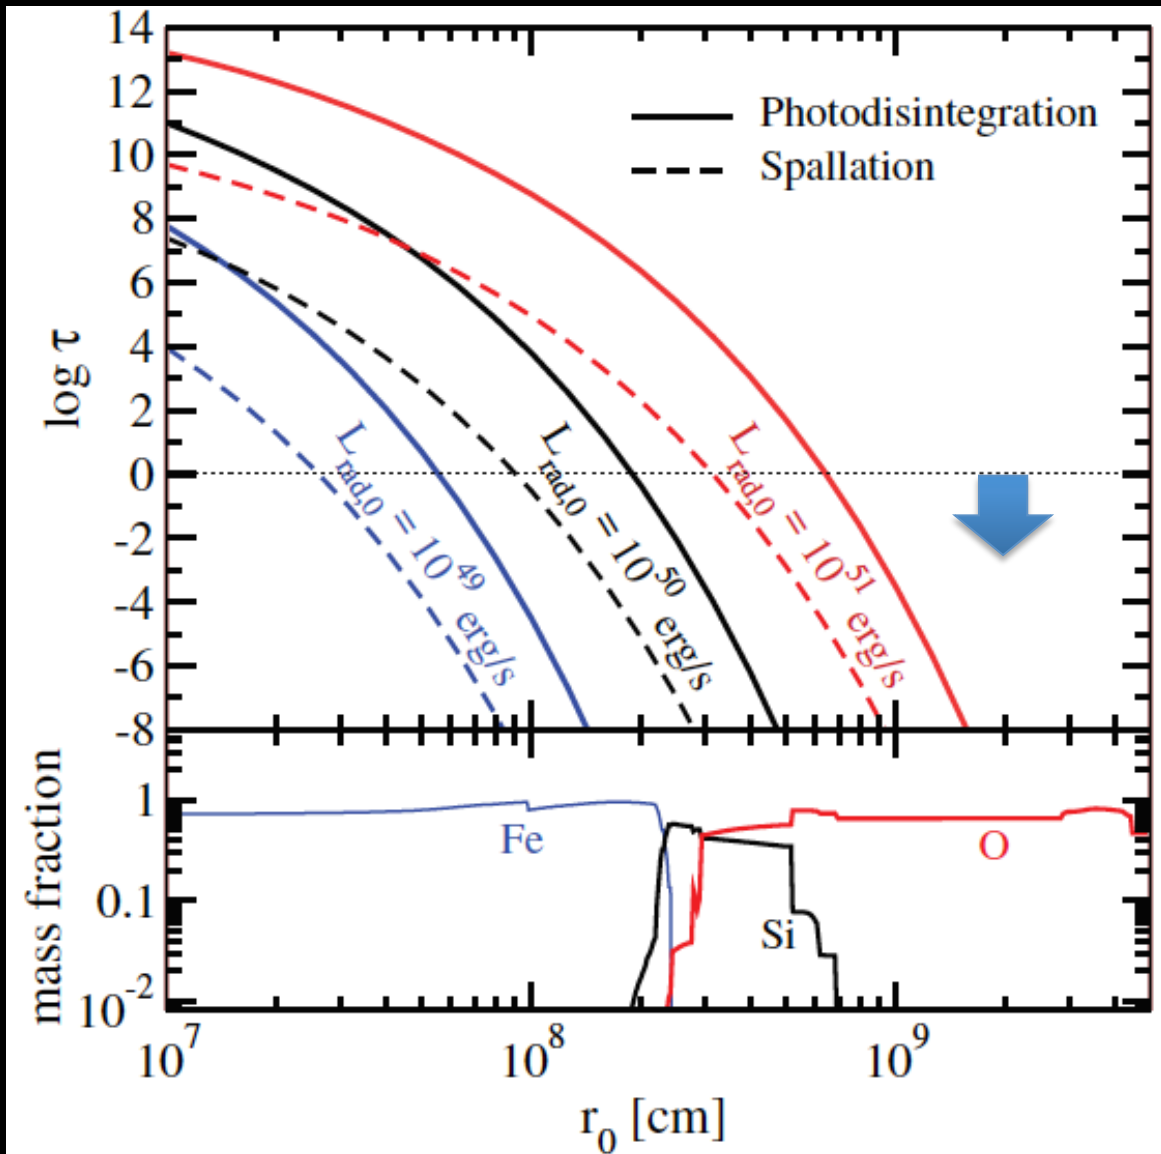 14
12
10
8
6
4
2
0
-2
-4
-6
-8
log τ
Photodisintegration
Spallation
L_rad,0 = 10^49 erg/s
L_rad,0 = 10^50 erg/s
L_rad,0 = 10^51 erg/s
1
0.1
10^-2
mass fraction
Fe
Si
O
10^7
10^8
10^9
r_0 [cm]